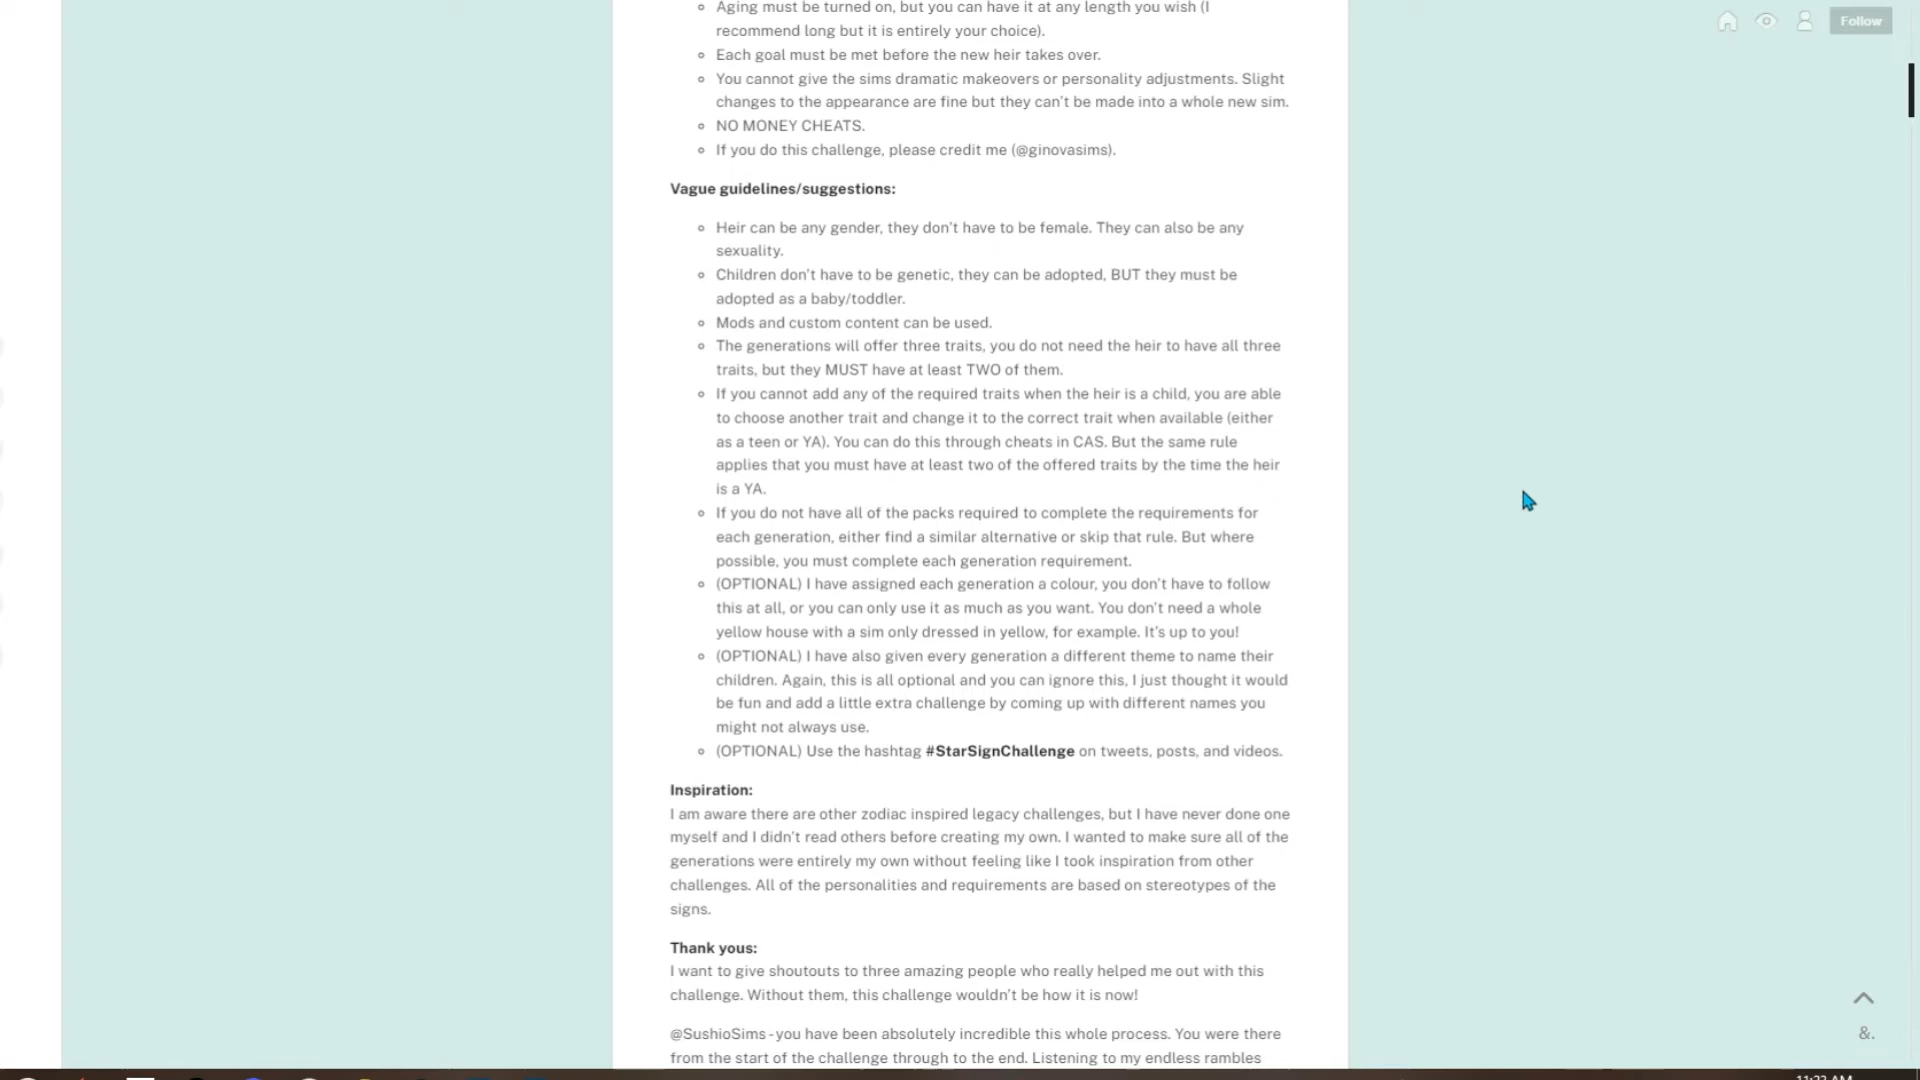 Aging must be turned on, but you can have it at any length you wish (I
recommend long but it is entirely your choice).
Each goal must be met before the new heir takes over.
You cannot give the sims dramatic makeovers or personality adjustments. Slight
changes to the appearance are fine but they can't be made into a whole new sim.
NO MONEY CHEATS.
If you do this challenge, please credit me (@ginovasims).
Follow
Vague guidelines/suggestions:
Heir can be any gender, they don't have to be female. They can also be any
sexuality.
Children don't have to be genetic, they can be adopted, BUT they must be
adopted as a baby/toddler.
Mods and custom content can be used.
The generations will offer three traits, you do not need the heir to have all three
traits, but they MUST have at least TWO of them.
If you cannot add any of the required traits when the heir is a child, you are able
to choose another trait and change it to the correct trait when available (either
as a teen or YA). You can do this through cheats in CAS. But the same rule
applies that you must have at least two of the offered traits by the time the heir
is a YA.
If you do not have all of the packs required to complete the requirements for
each generation, either find a similar alternative or skip that rule. But where
possible, you must complete each generation requirement.
(OPTIONAL) I have assigned each generation a colour, you don't have to follow
this at all, or you can only use it as much as you want. You don't need a whole
yellow house with a sim only dressed in yellow, for example. It's up to you!
(OPTIONAL) I have also given every generation a different theme to name their
children. Again, this is all optional and you can ignore this, I just thought it would
be fun and add a little extra challenge by coming up with different names you
might not always use.
(OPTIONAL) Use the hashtag #StarSignChallenge on tweets, posts, and videos.
Inspiration:
I am aware there are other zodiac inspired legacy challenges, but I have never done one
myself and I didn't read others before creating my own. I wanted to make sure all of the
generations were entirely my own without feeling like I took inspiration from other
challenges. All of the personalities and requirements are based on stereotypes of the
signs.
Thank yous:
I want to give shoutouts to three amazing people who really helped me out with this
challenge. Without them, this challenge wouldn't be how it is now!
@SushioSims - you have been absolutely incredible this whole process. You were there
from the start of the challenge through to the end. Listening to my endless rambles
&.